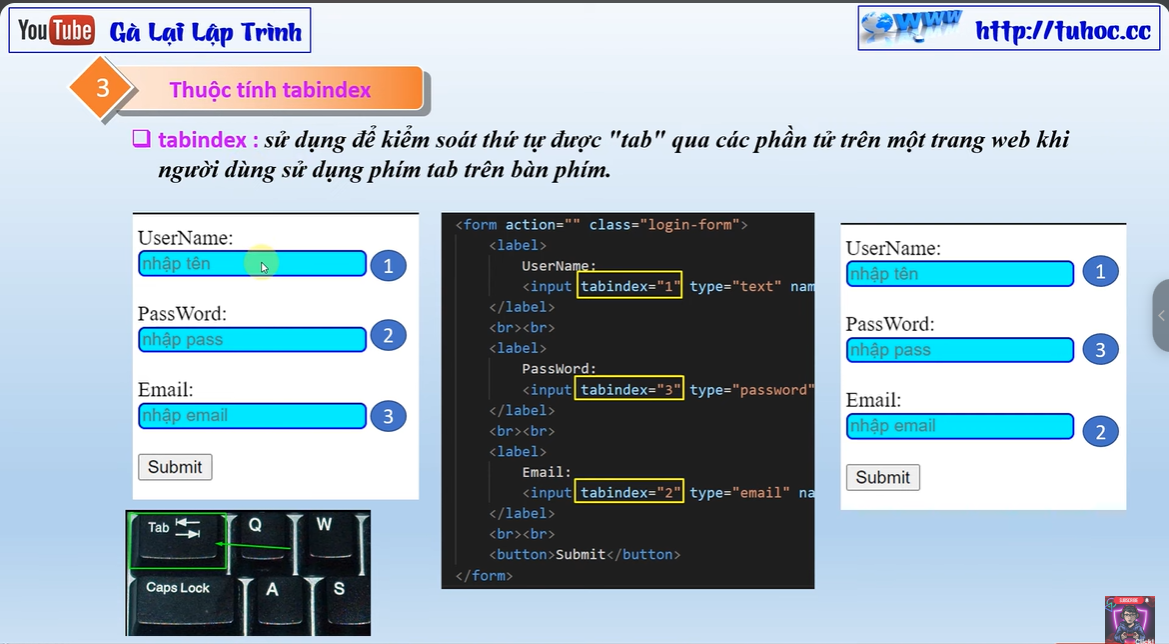 YouTube Gà Lại Lập Trình
http://tuhoc.cc
3 Thuộc tính tabindex
tabindex : sử dụng để kiểm soát thứ tự được "tab" qua các phần tử trên một trang web khi
người dùng sử dụng phím tab trên bàn phím.
UserName:
nhập tên 1
PassWord:
nhập pass 2
Email:
nhập email 3
Submit
Tab Q W
Caps Lock A S
<form action="" class="login-form">
<label>
UserName:
<input tabindex="1" type="text" nam
</label>
<br><br>
<label>
PassWord:
<input tabindex="3" type="password"
</label>
<br><br>
<label>
Email:
<input tabindex="2" type="email" na
</label>
<br><br>
<button>Submit</button>
</form>
UserName:
nhập tên 1
PassWord:
nhập pass 3
Email:
nhập email 2
Submit